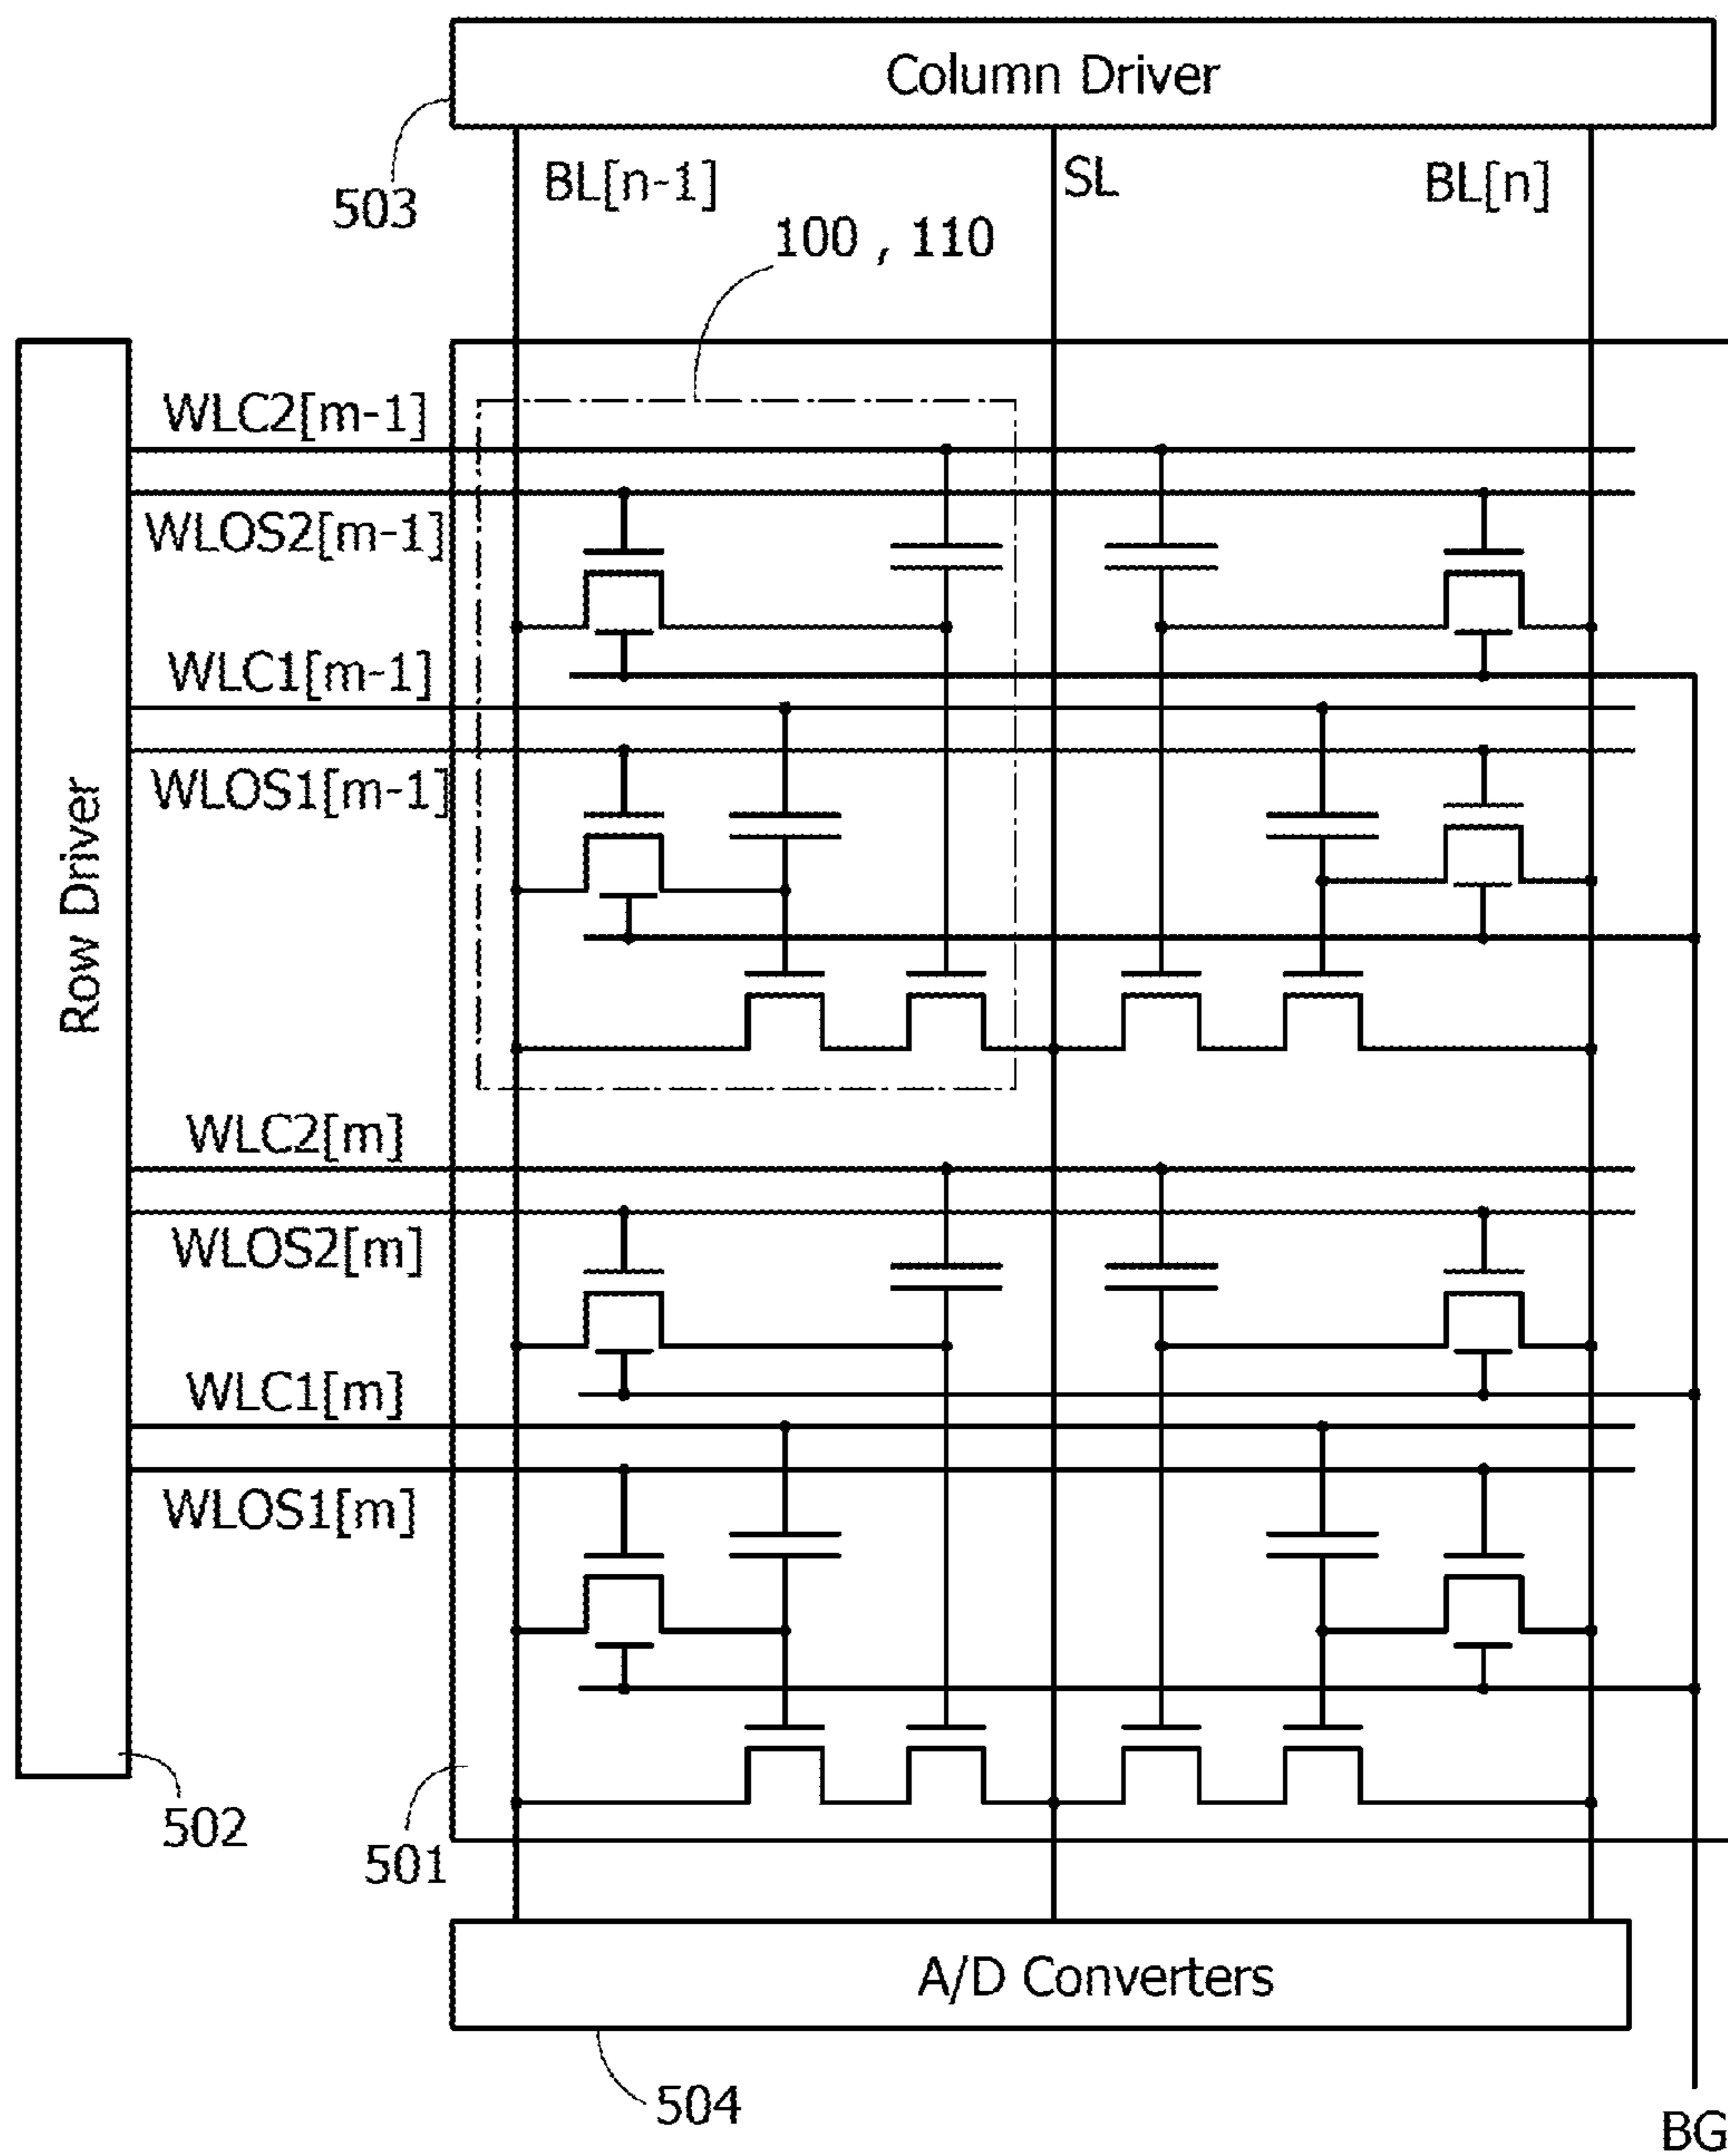 Column Driver
BL[n-1]
SL
BL[n]
503
100 , 110
WLC2[m-1]
WLOS2[m-1]
WLC1[m-1]
WLOS1[m-1]
Row Driver
WLC2[m]
WLOS2[m]
WLC1[m]
WLOS1[m]
502
501
A/D Converters
504
BG